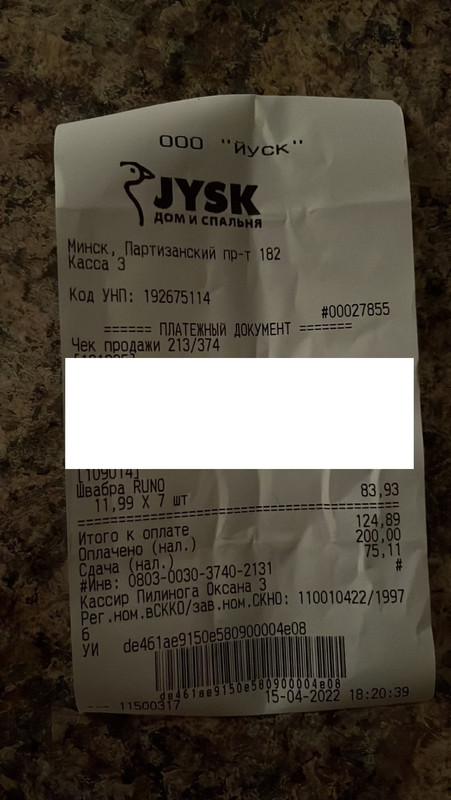 ООО "Йуск"
JYSK
ДОМ И СПАЛЬНЯ
Минск, Партизанский пр-т 182
Касса 3
Код УНП: 192675114
#00027855
====== ПЛАТЕЖНЫЙ ДОКУМЕНТ =======
Чек продажи 213/374
[109014]
Швабра RUNO
11,99 X 7 шт 83,93
Итого к оплате 124,89
Оплачено (нал.) 200,00
Сдача (нал.) 75,11
#Инв: 0803-0030-3740-2131 #
Кассир Пилинога Оксана 3
Рег.ном.вСККО/зав.ном.СКНО: 110010422/1997
6
УИ de461ae9150e580900004e08
de461ae9150e580900004e08
11500317 15-04-2022 18:20:39